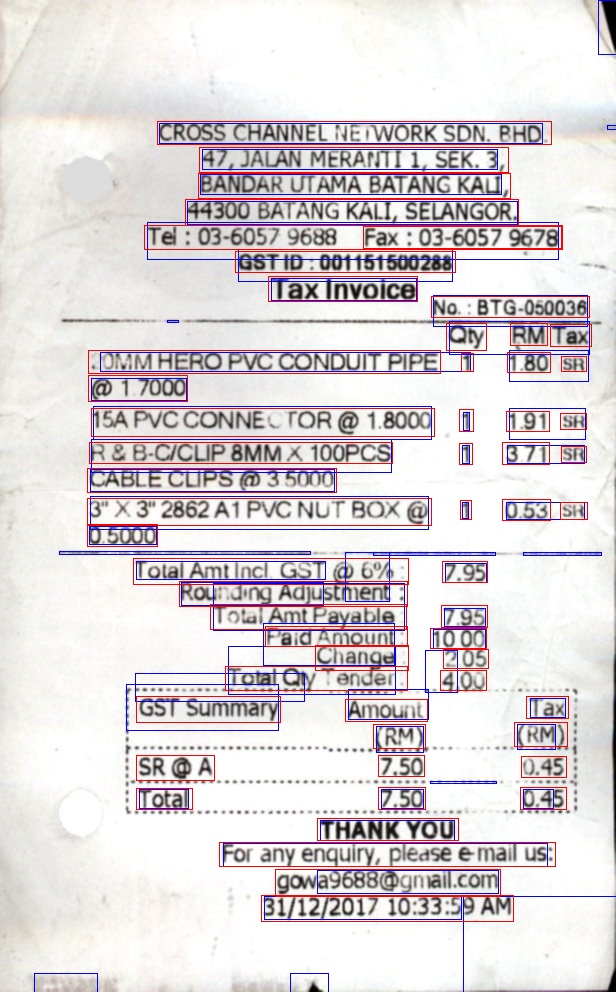 CROSS CHANNEL NETWORK SDN. BHD.
47, JALAN MERANTI 1, SEK. 3,
BANDAR UTAMA BATANG KALI,
44300 BATANG KALI, SELANGOR.
Tel : 03-6057 9688 Fax : 03-6057 9678
GST ID : 001151500288
Tax Invoice
No. : BTG-050036
Qty RM Tax
0MM HERO PVC CONDUIT PIPE 1 1.80 SR
@ 1.7000
15A PVC CONNECTOR @ 1.8000 1 1.91 SR
R & B-C/CLIP 8MM X 100PCS 1 3.71 SR
CABLE CLIPS @ 3.5000
3" X 3" 2862 A1 PVC NUT BOX @ 1 0.53 SR
0.5000
Total Amt Incl. GST @ 6% : 7.95
Rounding Adjustment :
Total Amt Payable : 7.95
Paid Amount : 10.00
Change : 2.05
Total Qty Tender : 4.00
GST Summary Amount Tax
(RM) (RM)
SR @ A 7.50 0.45
Total 7.50 0.45
THANK YOU
For any enquiry, please e-mail us:
gowa9688@gmail.com
31/12/2017 10:33:59 AM